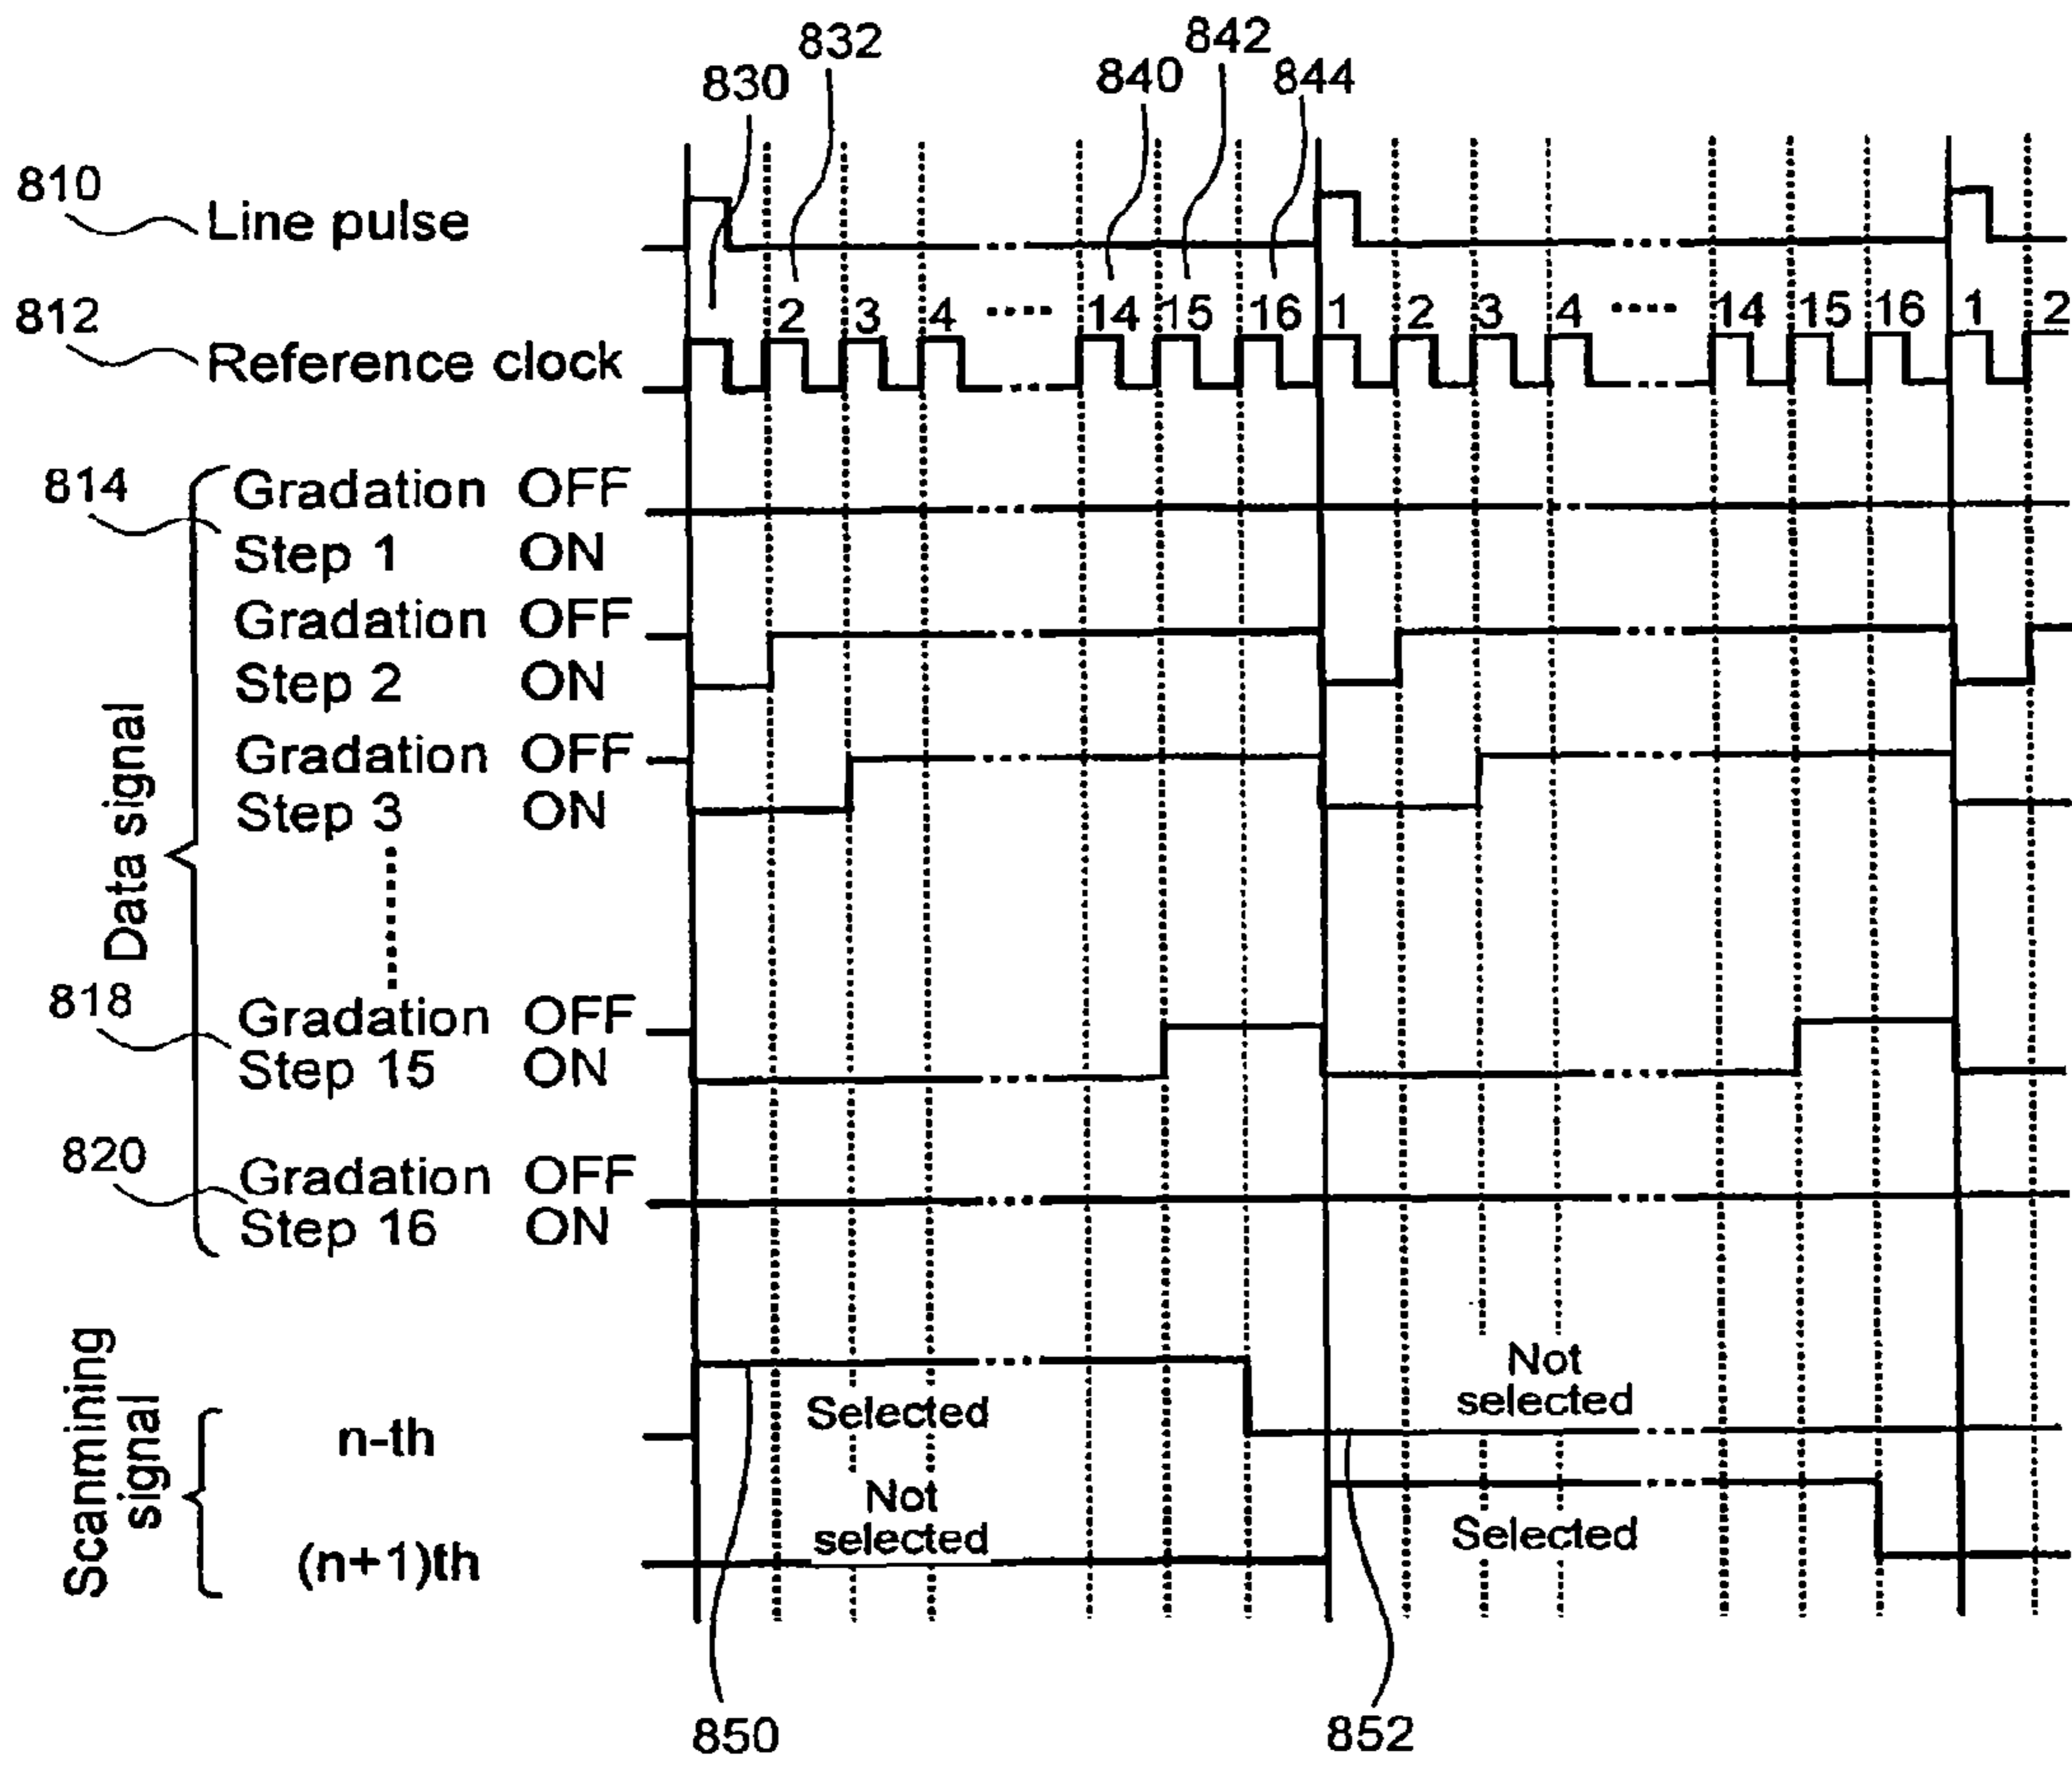 830 832 840 842 844
810 Line pulse
2 3 4 ···· 14 15 16 1 2 3 4 ···· 14 15 16 1 2
812 Reference clock
Data signal
814 Gradation OFF
Step 1 ON
Gradation OFF
Step 2 ON
Gradation OFF
Step 3 ON
818 Gradation OFF
Step 15 ON
820 Gradation OFF
Step 16 ON
Scanmining
signal
n-th
Selected
Not
selected
(n+1)th
Not
selected
Selected
850 852